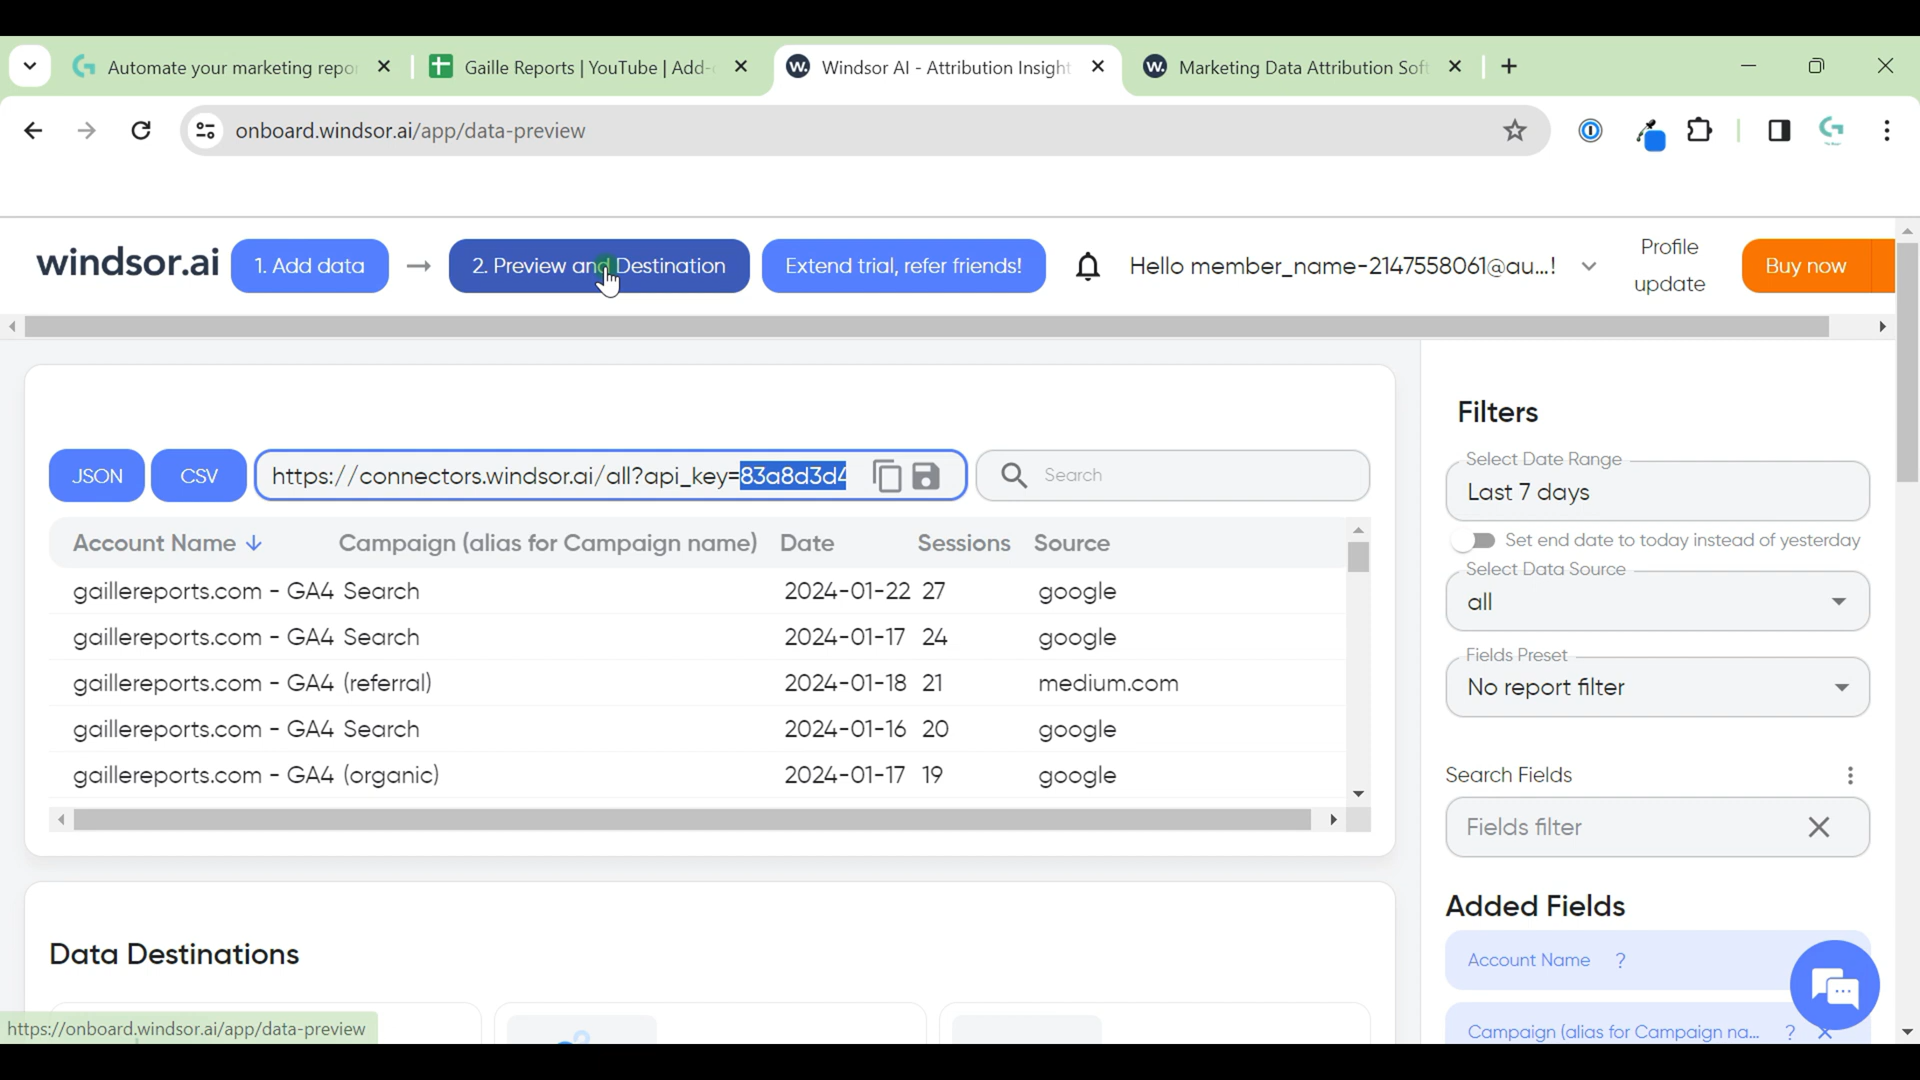 Automate your marketing repor
Gaille Reports | YouTube | Add-
Windsor AI - Attribution Insight
Marketing Data Attribution Sof
onboard.windsor.ai/app/data-preview
windsor.ai
1. Add data
2. Preview and Destination
Extend trial, refer friends!
Hello member_name-2147558061@au...!
Profile
update
Buy now
JSON
CSV
https://connectors.windsor.ai/all?api_key=83a8d3d4
Search
Account Name
Campaign (alias for Campaign name)
Date
Sessions
Source
gaillereports.com - GA4 Search 2024-01-22 27 google
gaillereports.com - GA4 Search 2024-01-17 24 google
gaillereports.com - GA4 (referral) 2024-01-18 21 medium.com
gaillereports.com - GA4 Search 2024-01-16 20 google
gaillereports.com - GA4 (organic) 2024-01-17 19 google
Data Destinations
Filters
Select Date Range
Last 7 days
Set end date to today instead of yesterday
Select Data Source
all
Fields Preset
No report filter
Search Fields
Fields filter
Added Fields
Account Name ?
Campaign (alias for Campaign na... ?
https://onboard.windsor.ai/app/data-preview